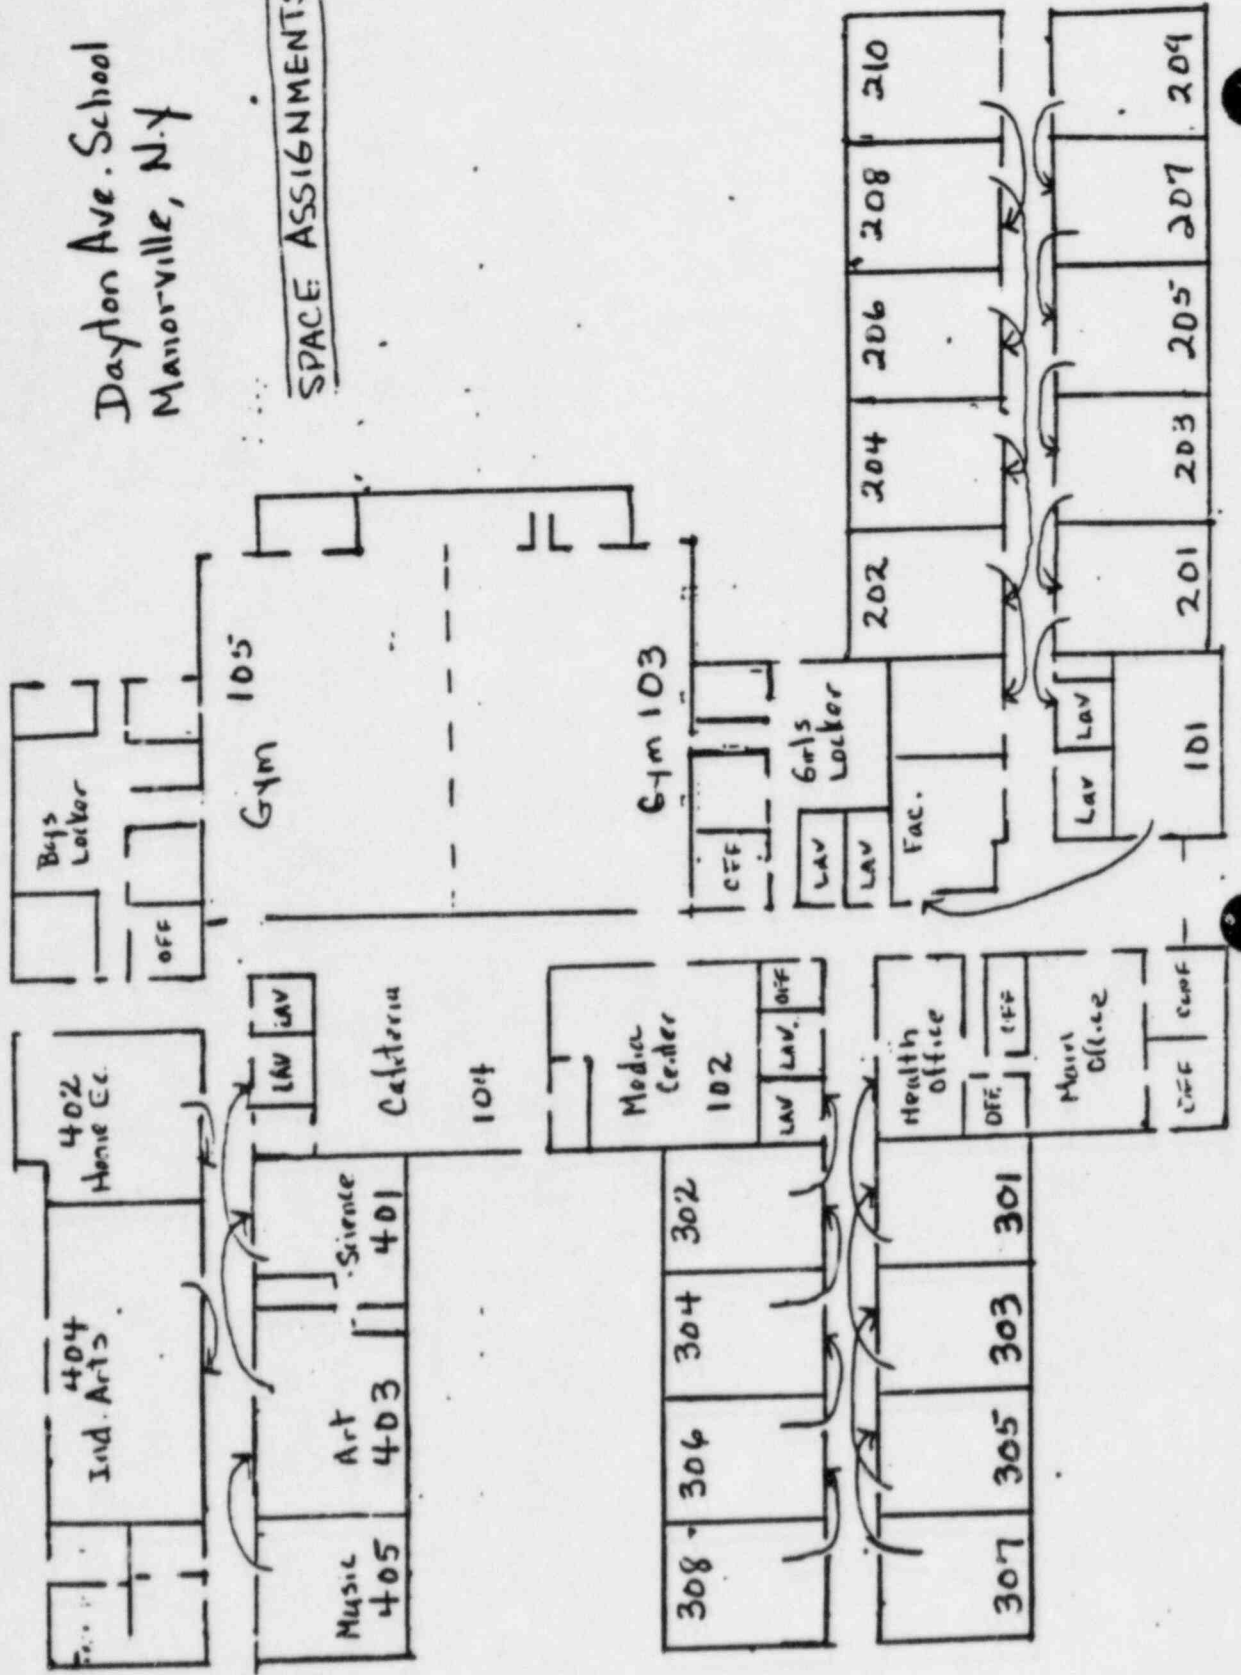 Dayton Ave. School
Manorville, N.Y
SPACE ASSIGNMENTS
Boys
Locker
OFF
402
Home Ec.
404
Ind. Arts
Gym 105
LAV
LAV
Cafeteria
104
Science
401
Art
403
Music
405
Gym 103
OFF
Girls
Locker
LAV
LAV
Fac.
Media
Center
102
OFF
LAV.
LAV
302
304
306
308
Health
Office
OFF
OFF.
Main
Office
CONF
OFF
301
303
305
307
202
204
206
208
210
Lav
Lav
101
201
203
205
207
209